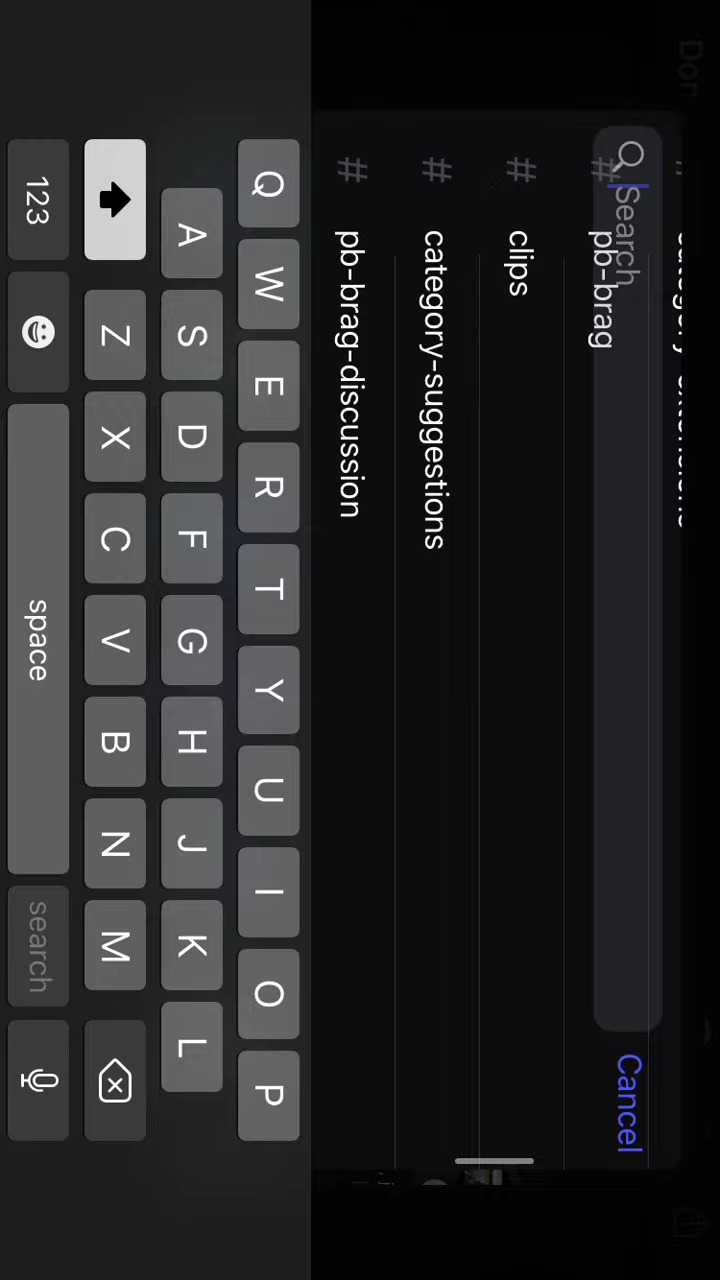 Search
Cancel
# pb-brag
# clips
# category-suggestions
# pb-brag-discussion
Q W E R T Y U I O P
A S D F G H J K L
Z X C V B N M
123 space search